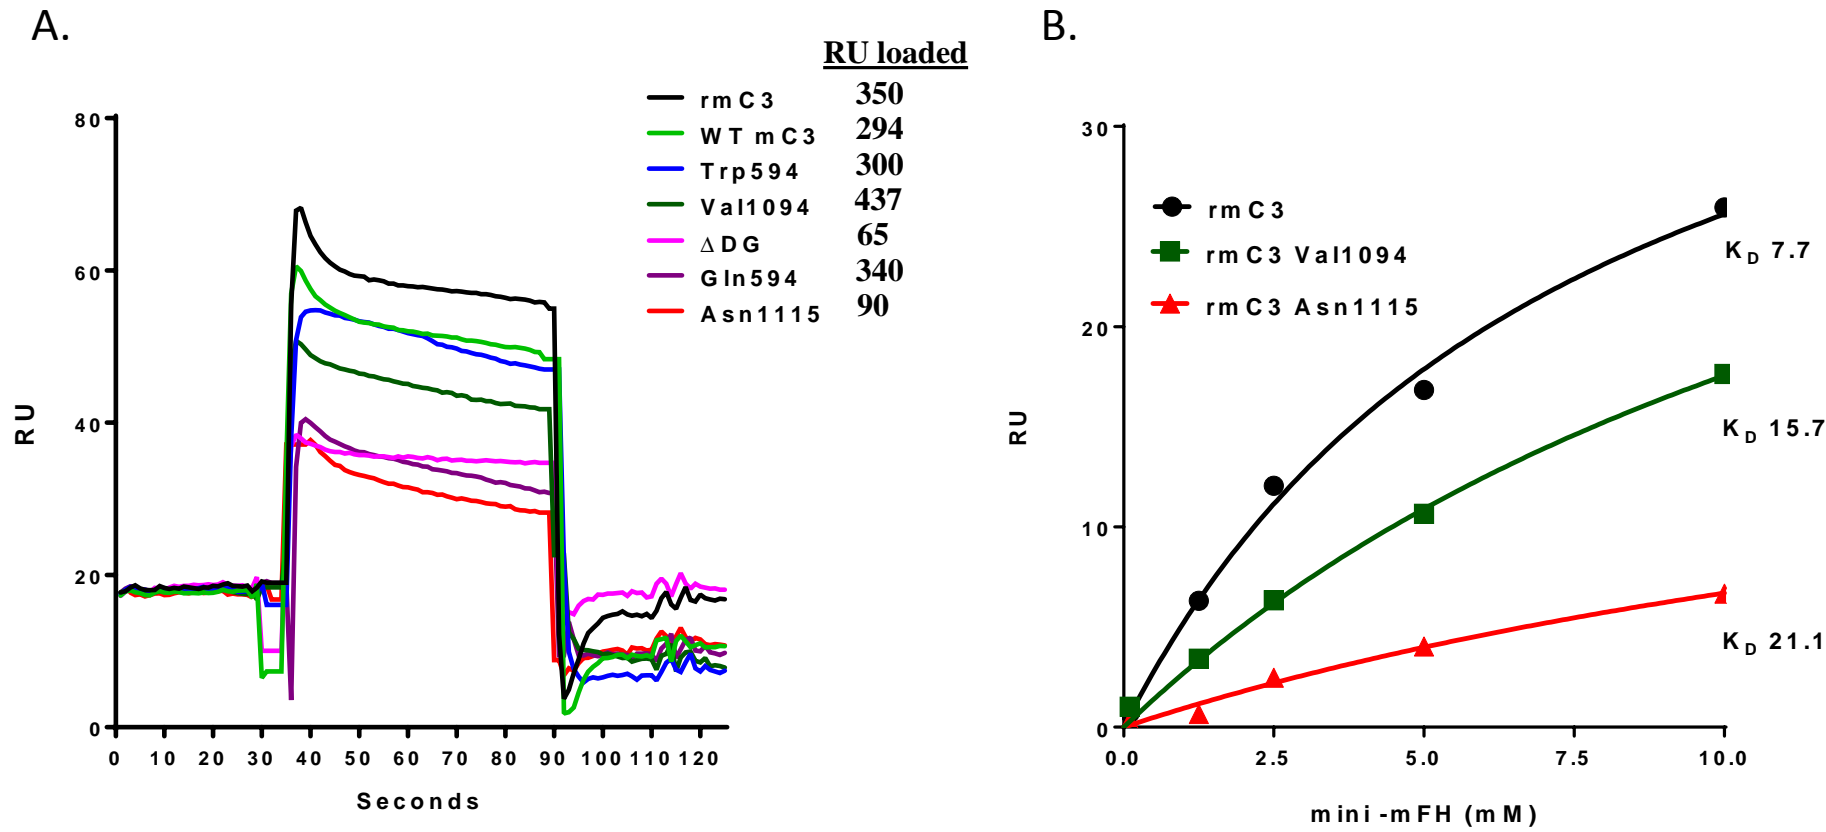 A.
RU loaded
rmC3 350
WT mC3 294
Trp594 300
Val1094 437
ΔDG 65
Gln594 340
Asn1115 90
80
60
40
20
0
RU
0 10 20 30 40 50 60 70 80 90 100 110 120
Seconds
B.
30
20
10
0
RU
rmC3
rmC3 Val1094
rmC3 Asn1115
KD 7.7
KD 15.7
KD 21.1
0.0 2.5 5.0 7.5 10.0
mini-mFH (mM)